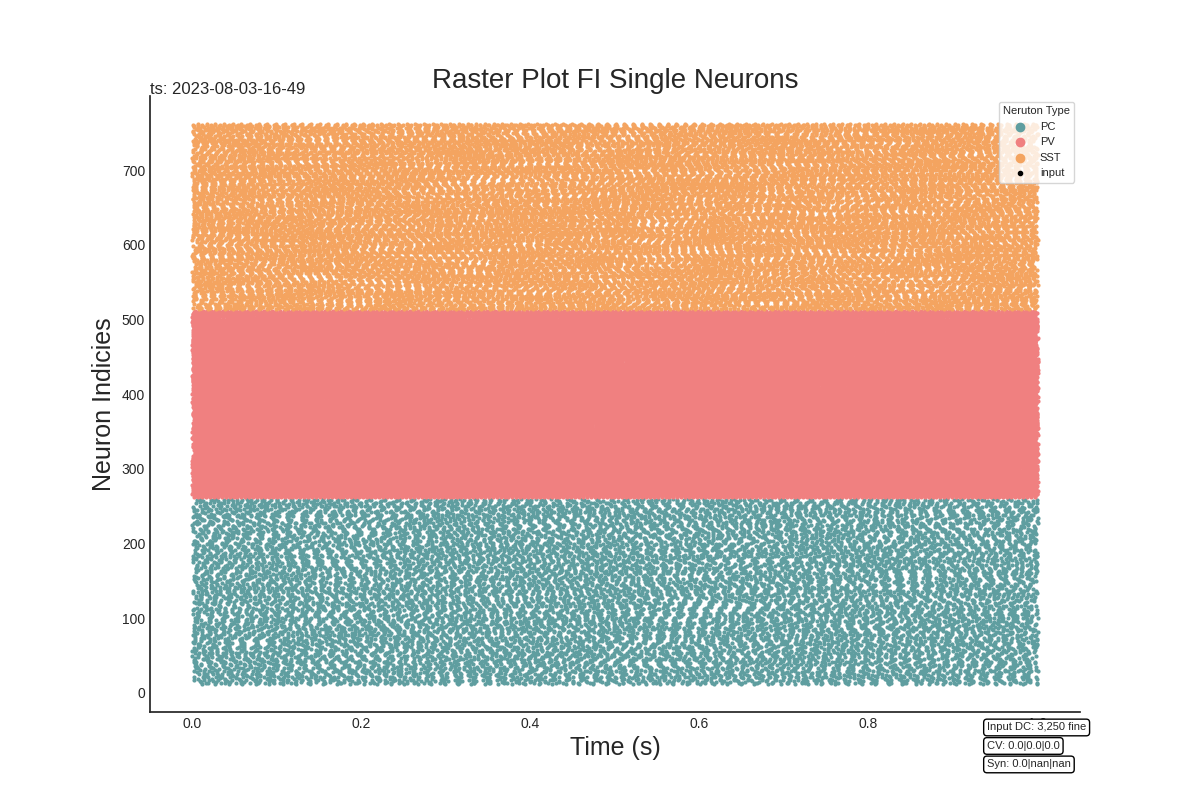 Raster Plot FI Single Neurons
ts: 2023-08-03-16-49
Neruton Type
PC
PV
SST
input
Neuron Indicies
700
600
500
400
300
200
100
0
0.0 0.2 0.4 0.6 0.8
Time (s)
Input DC: 3,250 fine
CV: 0.0|0.0|0.0
Syn: 0.0|nan|nan